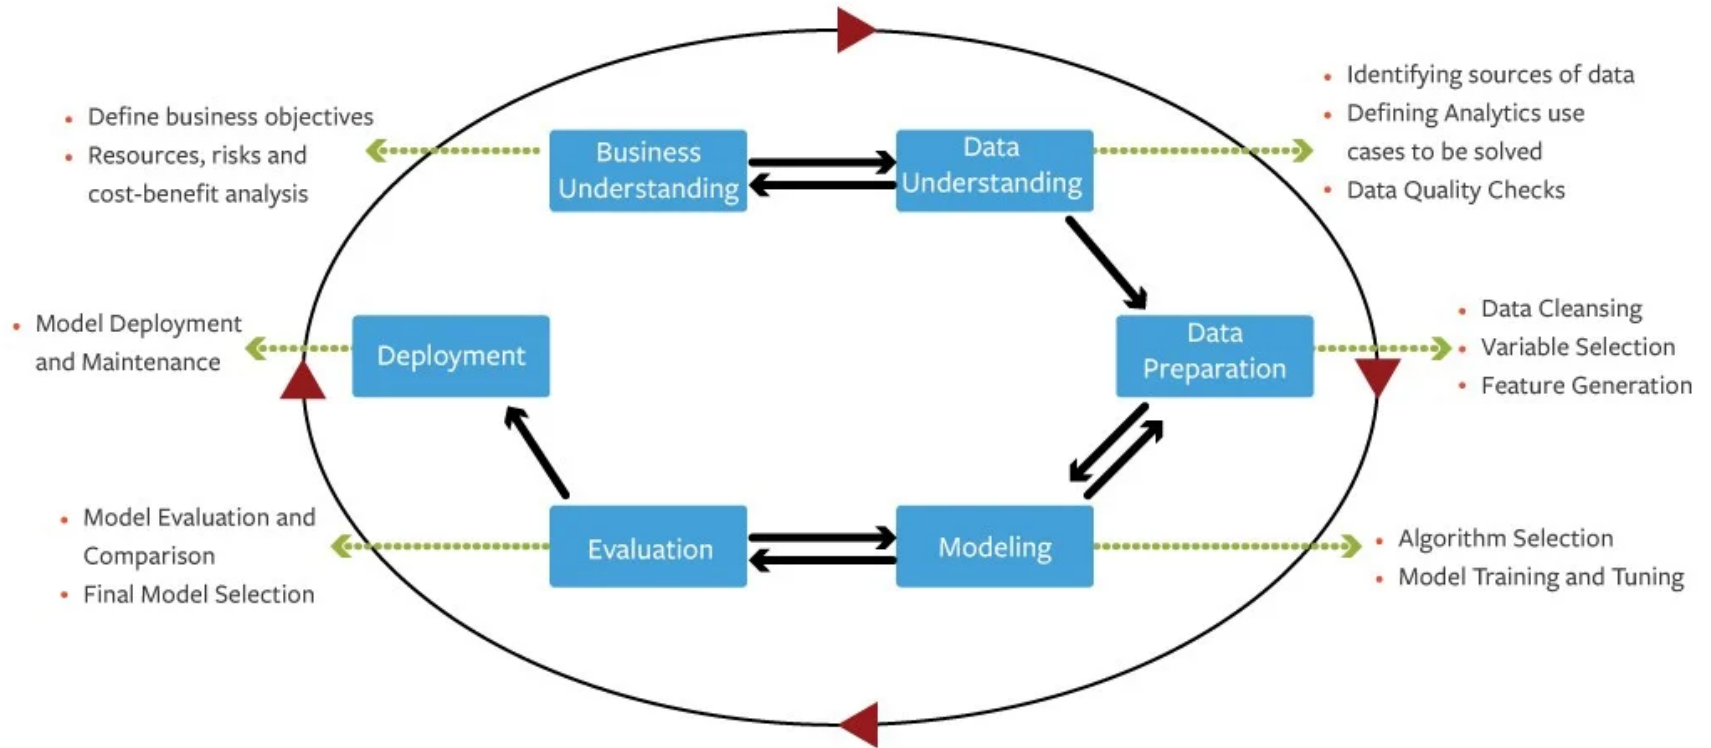 Define business objectives
Resources, risks and
cost-benefit analysis
Business
Understanding
Data
Understanding
Identifying sources of data
Defining Analytics use
cases to be solved
Data Quality Checks
Model Deployment
and Maintenance
Deployment
Data
Preparation
Data Cleansing
Variable Selection
Feature Generation
Model Evaluation and
Comparison
Final Model Selection
Evaluation
Modeling
Algorithm Selection
Model Training and Tuning